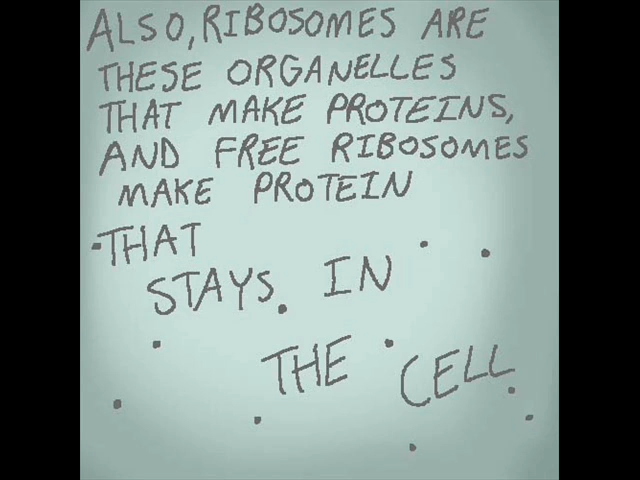 ALSO, RIBOSOMES ARE
THESE ORGANELLES
THAT MAKE PROTEINS,
AND FREE RIBOSOMES
MAKE PROTEIN
THAT
STAYS IN
THE CELL